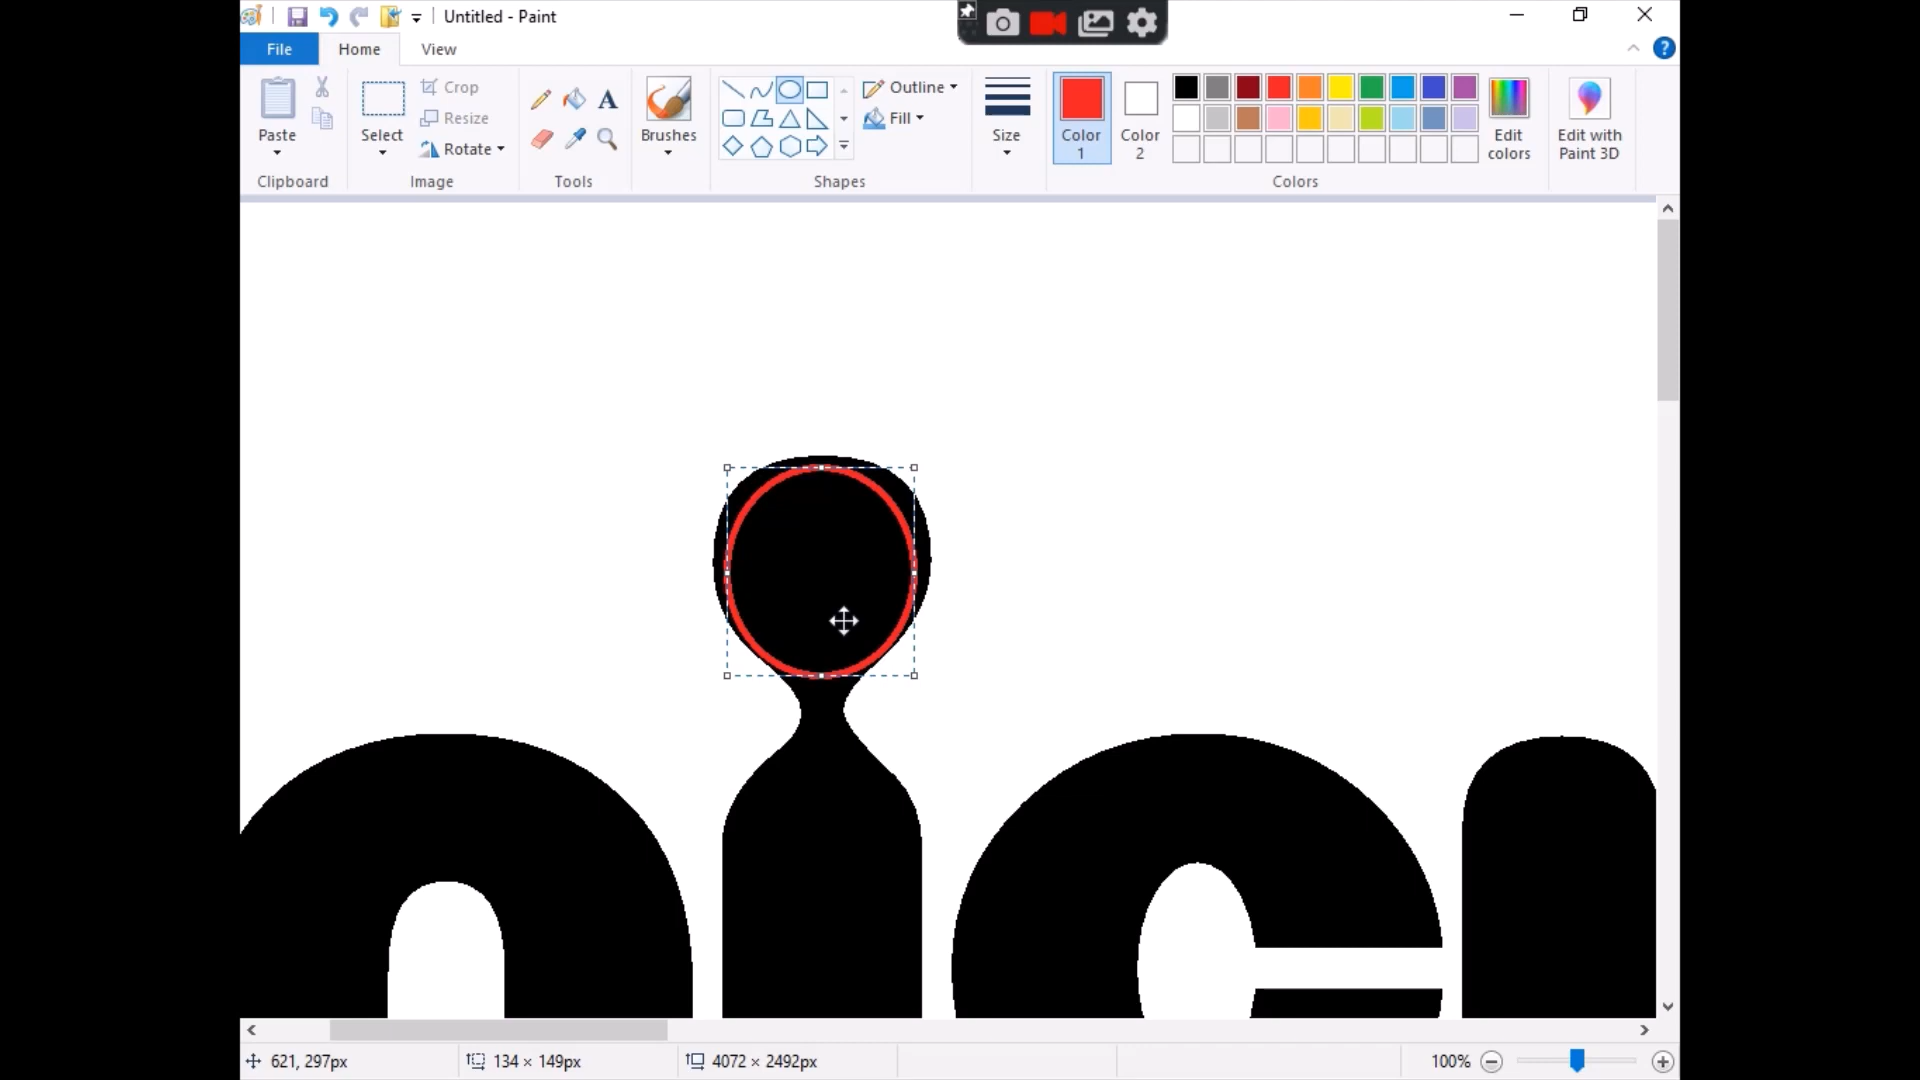 Untitled - Paint
File Home View
Paste
Clipboard
Select
Crop
Resize
Rotate
Image
Tools
Brushes
Outline
Fill
Shapes
Size
Color 1
Color 2
Edit colors
Colors
Edit with Paint 3D
nic
621, 297px
134 × 149px
4072 × 2492px
100%